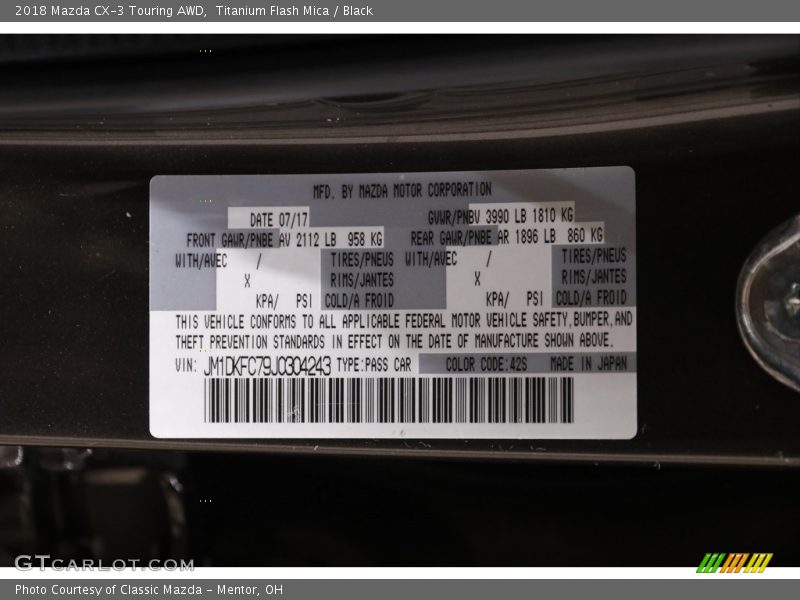 2018 Mazda CX-3 Touring AWD,  Titanium Flash Mica / Black
MFD. BY MAZDA MOTOR CORPORATION
DATE 07/17 GVWR/PNBV 3990 LB 1810 KG
FRONT GAWR/PNBE AV 2112 LB 958 KG REAR GAWR/PNBE AR 1896 LB 860 KG
WITH/AVEC / TIRES/PNEUS WITH/AVEC / TIRES/PNEUS
X RIMS/JANTES X RIMS/JANTES
KPA/ PSI COLD/A FROID KPA/ PSI COLD/A FROID
THIS VEHICLE CONFORMS TO ALL APPLICABLE FEDERAL MOTOR VEHICLE SAFETY,BUMPER,AND
THEFT PREVENTION STANDARDS IN EFFECT ON THE DATE OF MANUFACTURE SHOWN ABOVE.
VIN: JM1DKFC79J0304243 TYPE:PASS CAR COLOR CODE:42S MADE IN JAPAN
GTCARLOT.COM
Photo Courtesy of Classic Mazda - Mentor, OH